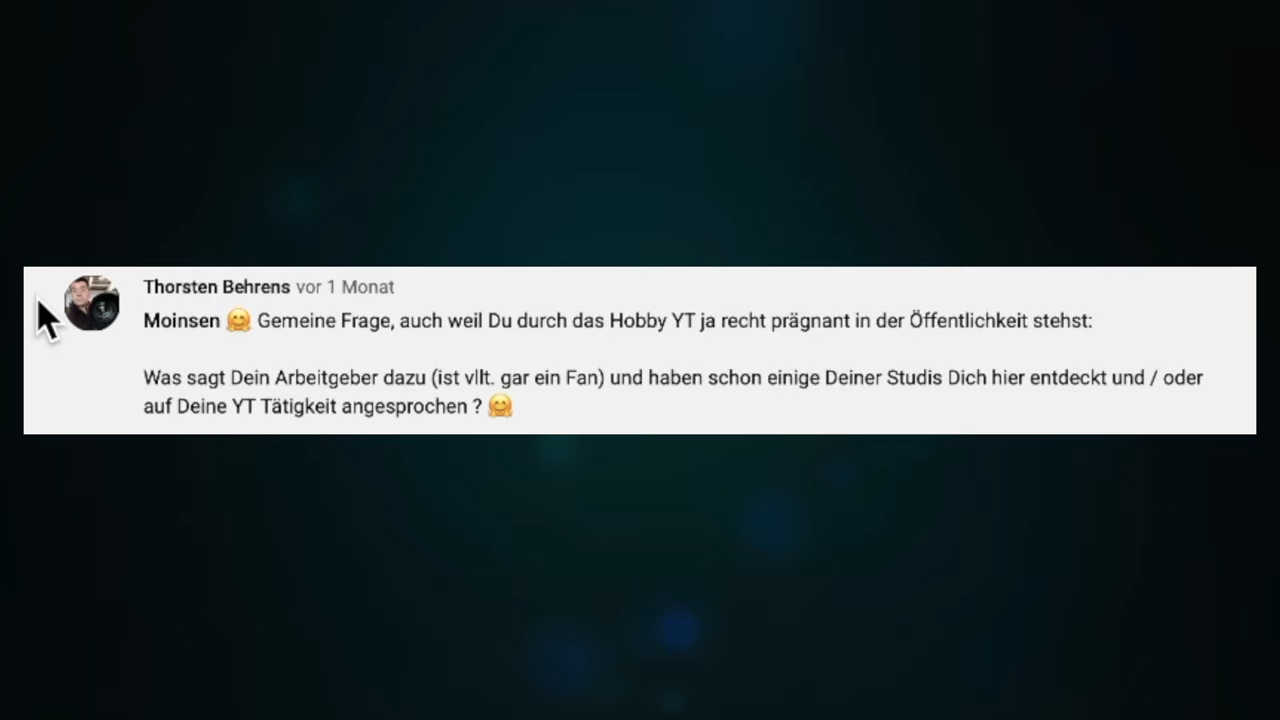 Thorsten Behrens vor 1 Monat
Moinsen 🤗 Gemeine Frage, auch weil Du durch das Hobby YT ja recht prägnant in der Öffentlichkeit stehst:
Was sagt Dein Arbeitgeber dazu (ist vllt. gar ein Fan) und haben schon einige Deiner Studis Dich hier entdeckt und / oder
auf Deine YT Tätigkeit angesprochen ? 🤗